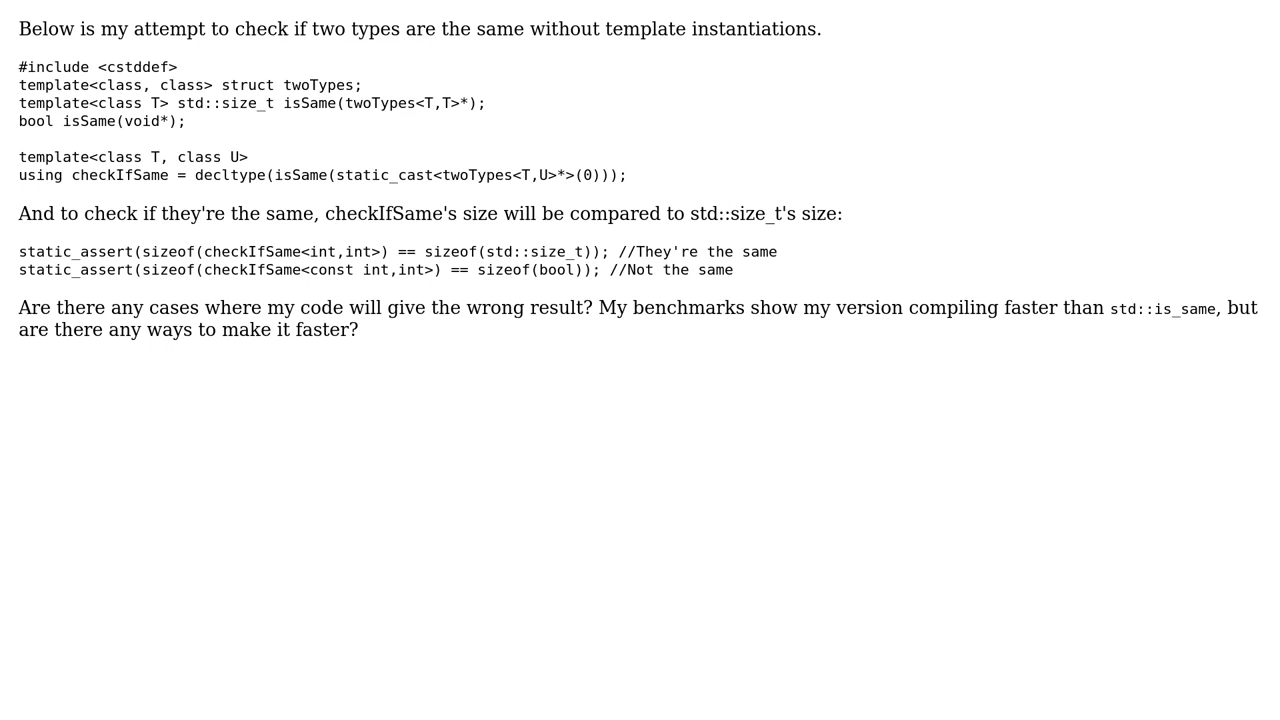 Below is my attempt to check if two types are the same without template instantiations.
#include <cstddef>
template<class, class> struct twoTypes;
template<class T> std::size_t isSame(twoTypes<T,T>*);
bool isSame(void*);
template<class T, class U>
using checkIfSame = decltype(isSame(static_cast<twoTypes<T,U>*>(0)));
And to check if they're the same, checkIfSame's size will be compared to std::size_t's size:
static_assert(sizeof(checkIfSame<int,int>) == sizeof(std::size_t)); //They're the same
static_assert(sizeof(checkIfSame<const int,int>) == sizeof(bool)); //Not the same
Are there any cases where my code will give the wrong result? My benchmarks show my version compiling faster than std::is_same, but
are there any ways to make it faster?